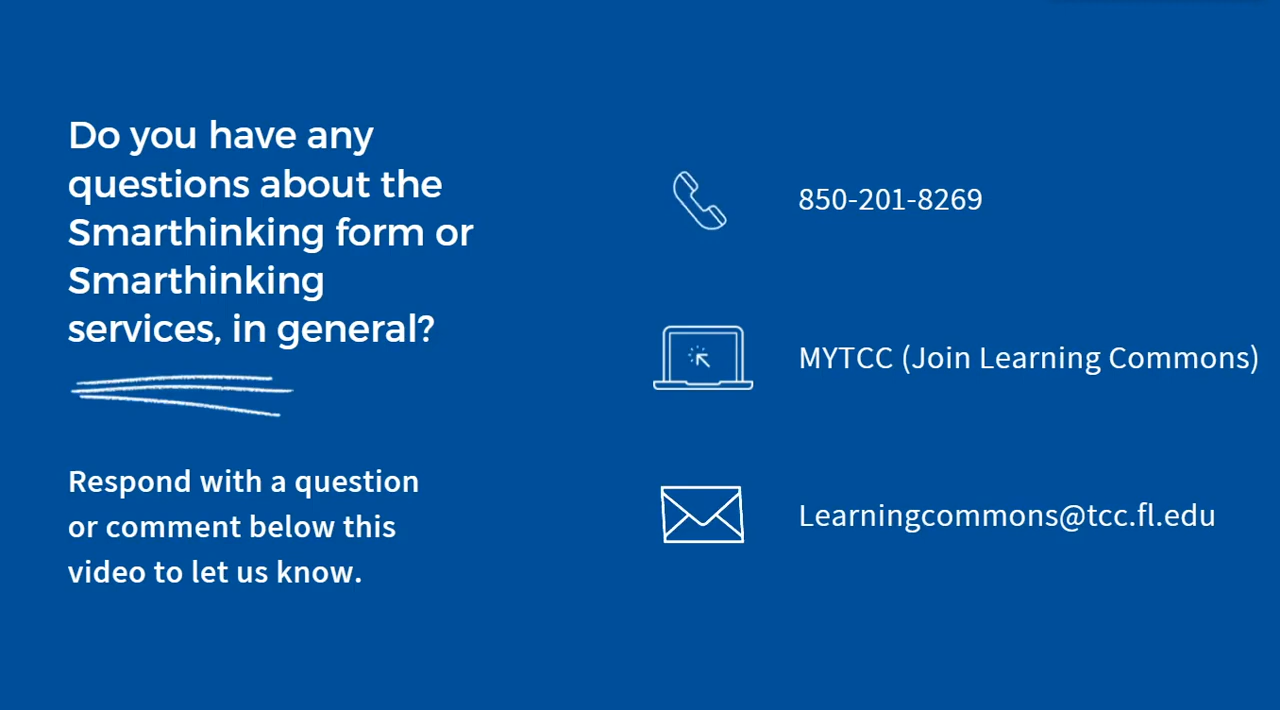 Do you have any
questions about the
Smarthinking form or
Smarthinking
services, in general?
Respond with a question
or comment below this
video to let us know.
850-201-8269
MYTCC (Join Learning Commons)
Learningcommons@tcc.fl.edu